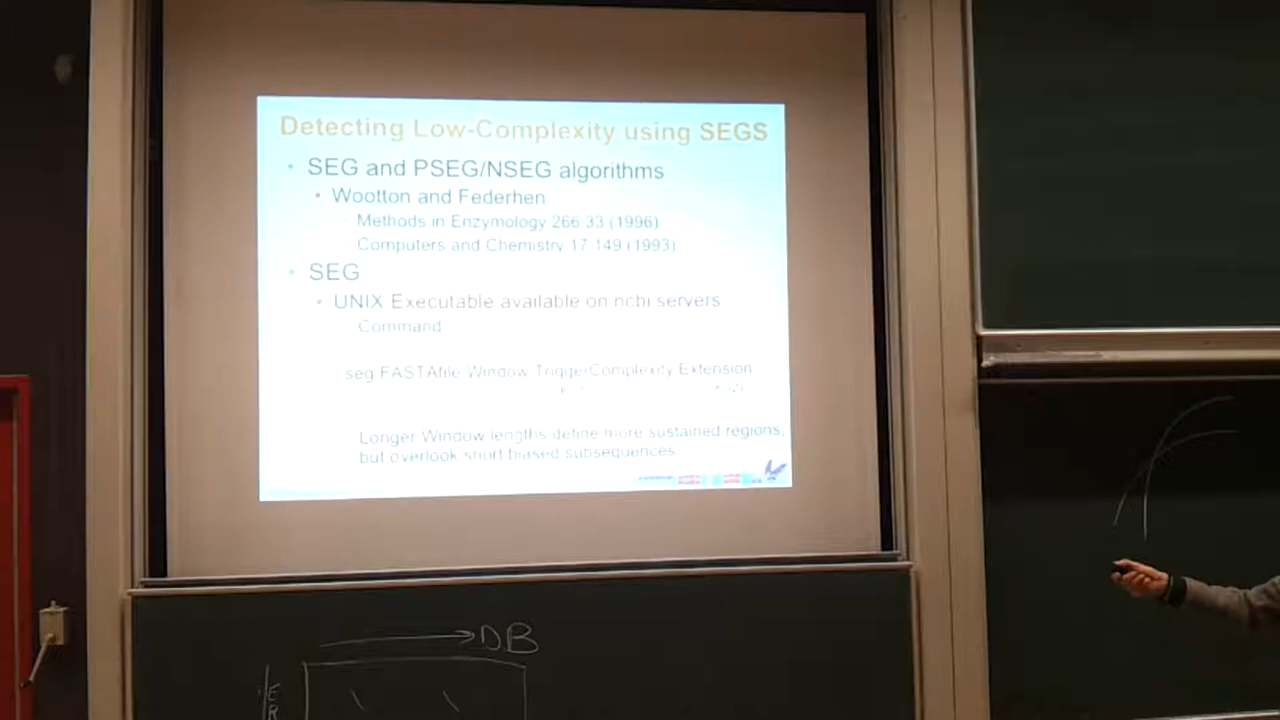 Detecting Low-Complexity using SEGS
• SEG and PSEG/NSEG algorithms
• Wootton and Federhen
Methods in Enzymology 266 33 (1996)
Computers and Chemistry 17 149 (1993)
• SEG
• UNIX Executable available on ncbi servers
Command
seg FASTAfile Window TriggerComplexity Extension
Longer Window lengths define more sustained regions,
but overlook short biased subsequences
DB